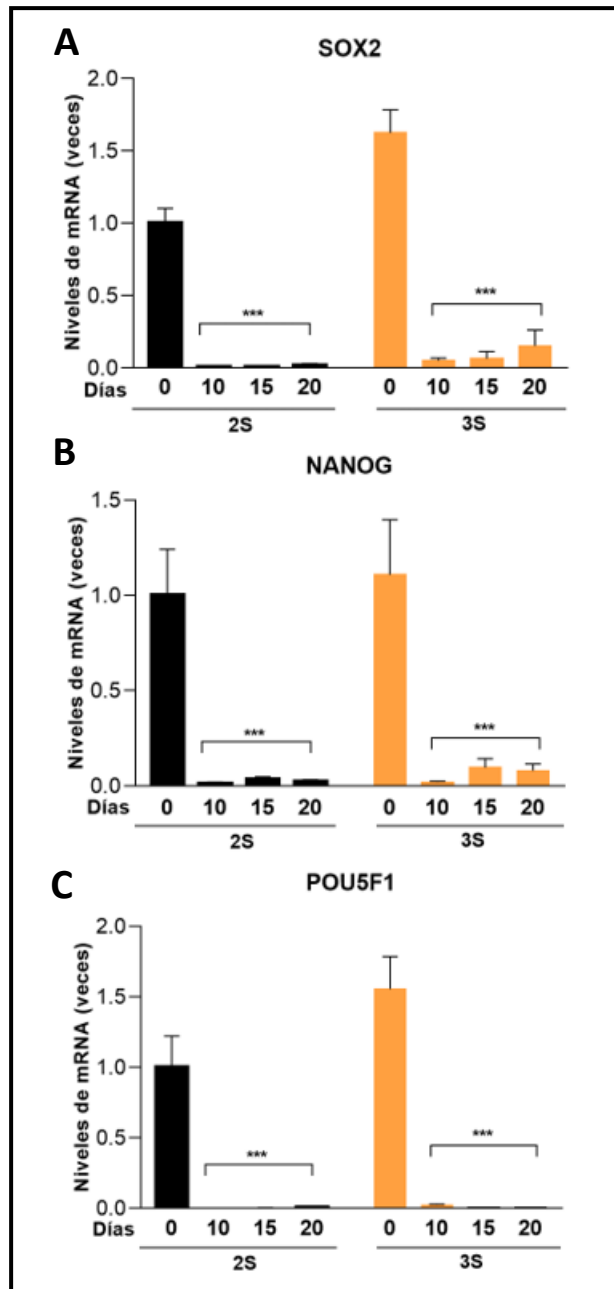 A
SOX2
Niveles de mRNA (veces)
2.0
1.5
1.0
0.5
0.0
***
***
Días 0 10 15 20 0 10 15 20
2S 3S
B
NANOG
Niveles de mRNA (veces)
1.5
1.0
0.5
0.0
***
***
Días 0 10 15 20 0 10 15 20
2S 3S
C
POU5F1
Niveles de mRNA (veces)
2.0
1.5
1.0
0.5
0.0
***
***
Días 0 10 15 20 0 10 15 20
2S 3S